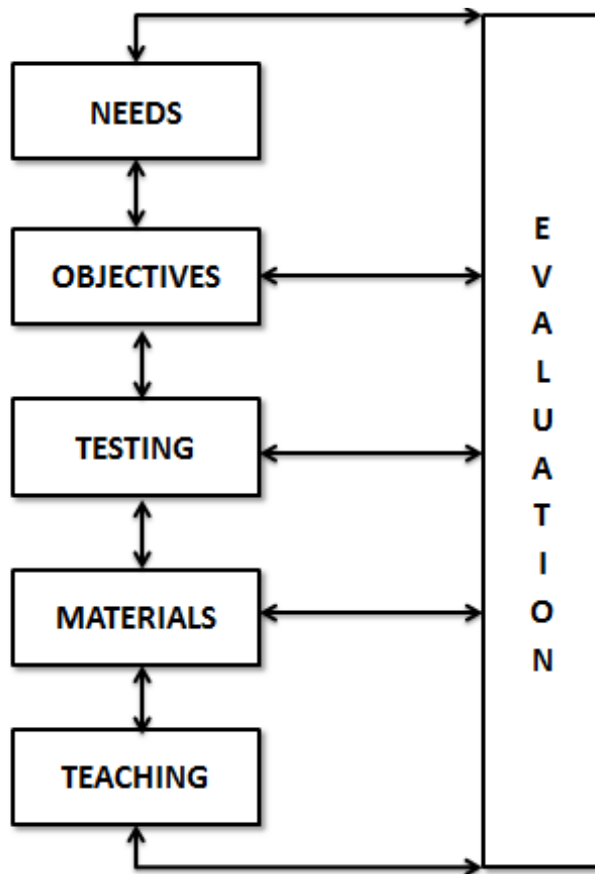 NEEDS
OBJECTIVES
TESTING
MATERIALS
TEACHING
E
V
A
L
U
A
T
I
O
N